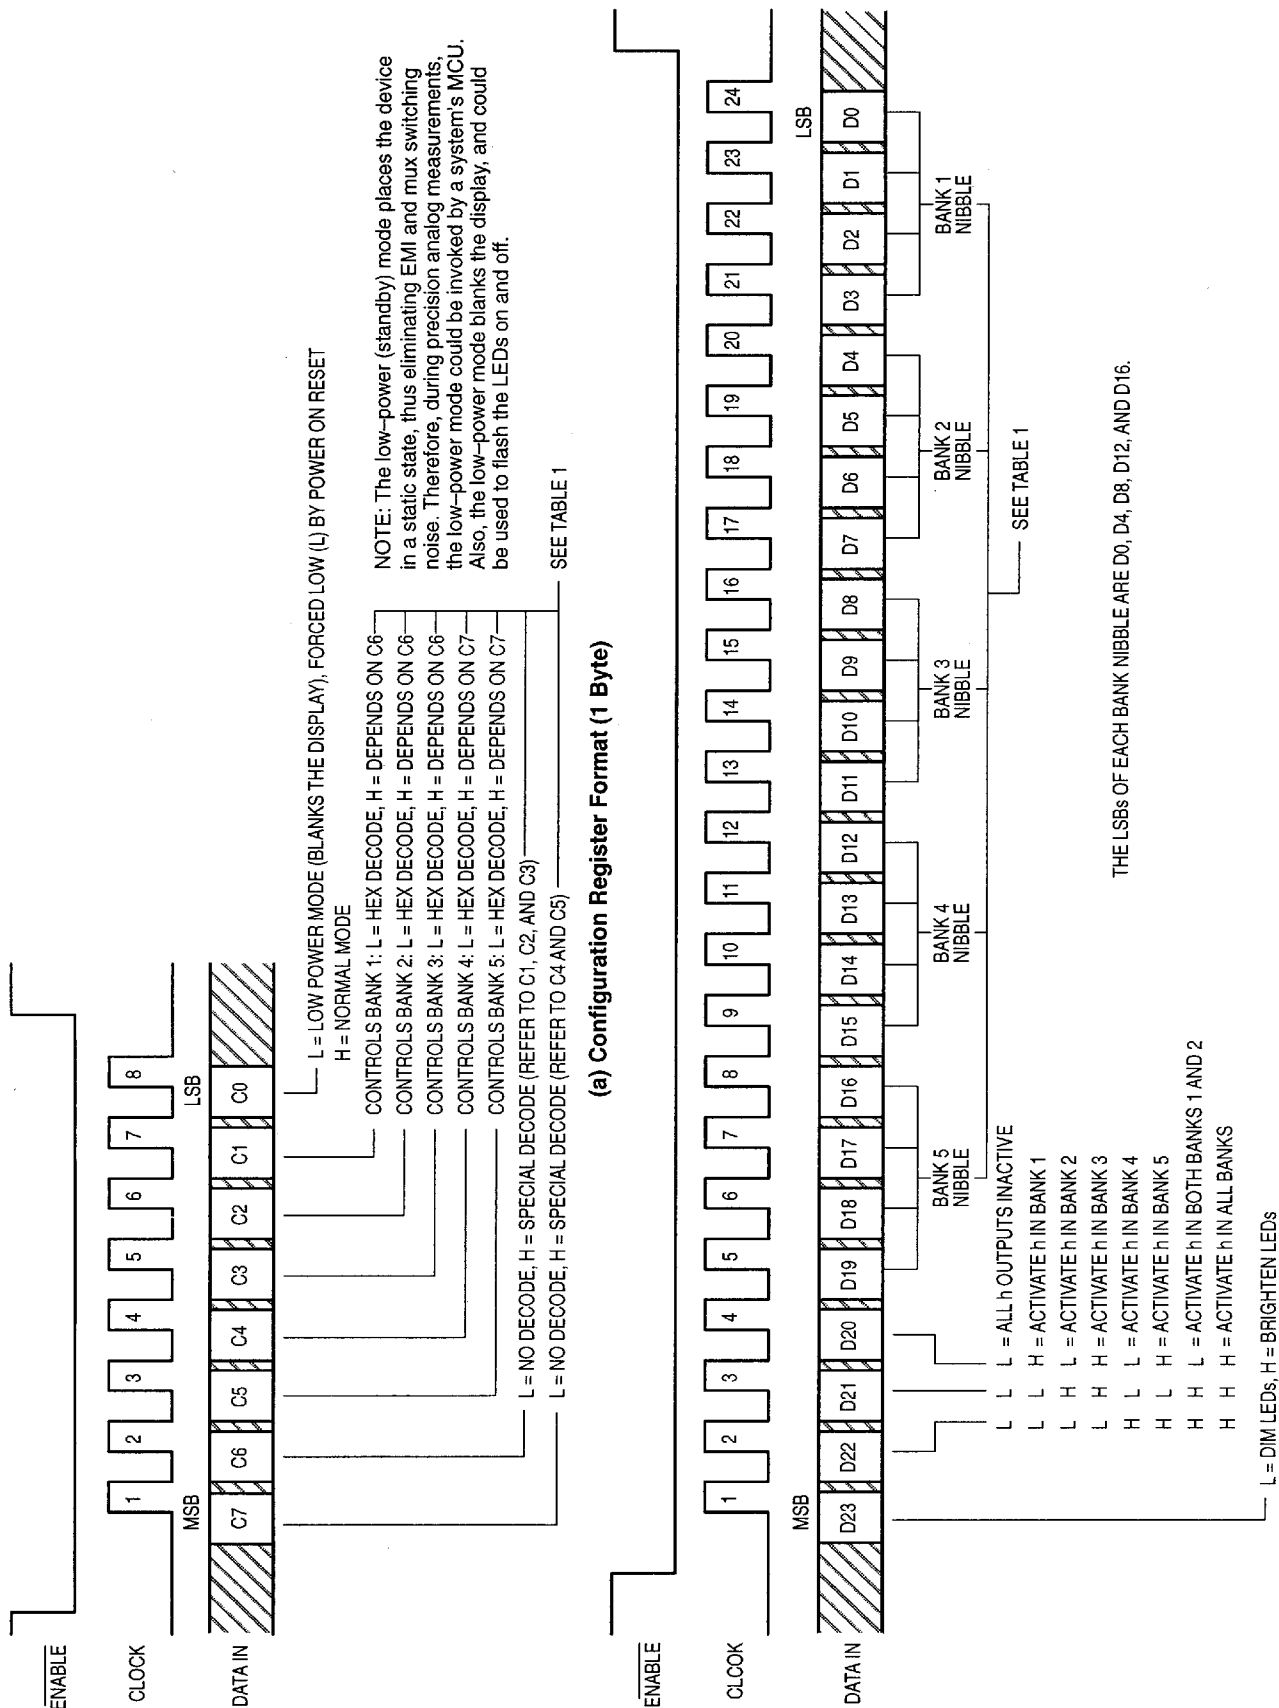 ENABLE
CLOCK
1 2 3 4 5 6 7 8
MSB LSB
DATA IN
C7 C6 C5 C4 C3 C2 C1 C0
L = LOW POWER MODE (BLANKS THE DISPLAY), FORCED LOW (L) BY POWER ON RESET
H = NORMAL MODE
CONTROLS BANK 1: L = HEX DECODE, H = DEPENDS ON C6
CONTROLS BANK 2: L = HEX DECODE, H = DEPENDS ON C6
CONTROLS BANK 3: L = HEX DECODE, H = DEPENDS ON C6
CONTROLS BANK 4: L = HEX DECODE, H = DEPENDS ON C7
CONTROLS BANK 5: L = HEX DECODE, H = DEPENDS ON C7
L = NO DECODE, H = SPECIAL DECODE (REFER TO C1, C2, AND C3)
L = NO DECODE, H = SPECIAL DECODE (REFER TO C4 AND C5)
SEE TABLE 1
NOTE: The low–power (standby) mode places the device
in a static state, thus eliminating EMI and mux switching
noise. Therefore, during precision analog measurements,
the low–power mode could be invoked by a system's MCU.
Also, the low–power mode blanks the display, and could
be used to flash the LEDs on and off.
(a) Configuration Register Format (1 Byte)
ENABLE
CLCOK
1 2 3 4 5 6 7 8 9 10 11 12 13 14 15 16 17 18 19 20 21 22 23 24
MSB LSB
DATA IN
D23 D22 D21 D20 D19 D18 D17 D16 D15 D14 D13 D12 D11 D10 D9 D8 D7 D6 D5 D4 D3 D2 D1 D0
BANK 5
NIBBLE
BANK 4
NIBBLE
BANK 3
NIBBLE
BANK 2
NIBBLE
BANK 1
NIBBLE
SEE TABLE 1
L L L = ALL h OUTPUTS INACTIVE
L L H = ACTIVATE h IN BANK 1
L H L = ACTIVATE h IN BANK 2
L H H = ACTIVATE h IN BANK 3
H L L = ACTIVATE h IN BANK 4
H L H = ACTIVATE h IN BANK 5
H H L = ACTIVATE h IN BOTH BANKS 1 AND 2
H H H = ACTIVATE h IN ALL BANKS
L = DIM LEDs, H = BRIGHTEN LEDs
THE LSBs OF EACH BANK NIBBLE ARE D0, D4, D8, D12, AND D16.